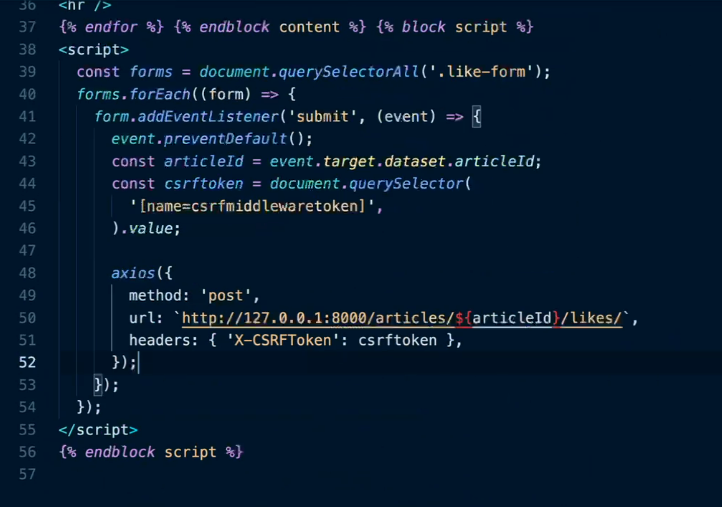 36 <hr />
37 {% endfor %} {% endblock content %} {% block script %}
38 <script>
39 const forms = document.querySelectorAll('.like-form');
40 forms.forEach((form) => {
41 form.addEventListener('submit', (event) => {
42 event.preventDefault();
43 const articleId = event.target.dataset.articleId;
44 const csrftoken = document.querySelector(
45 '[name=csrfmiddlewaretoken]',
46 ).value;
47
48 axios({
49 method: 'post',
50 url: `http://127.0.0.1:8000/articles/${articleId}/likes/`,
51 headers: { 'X-CSRFToken': csrftoken },
52 });
53 });
54 });
55 </script>
56 {% endblock script %}
57